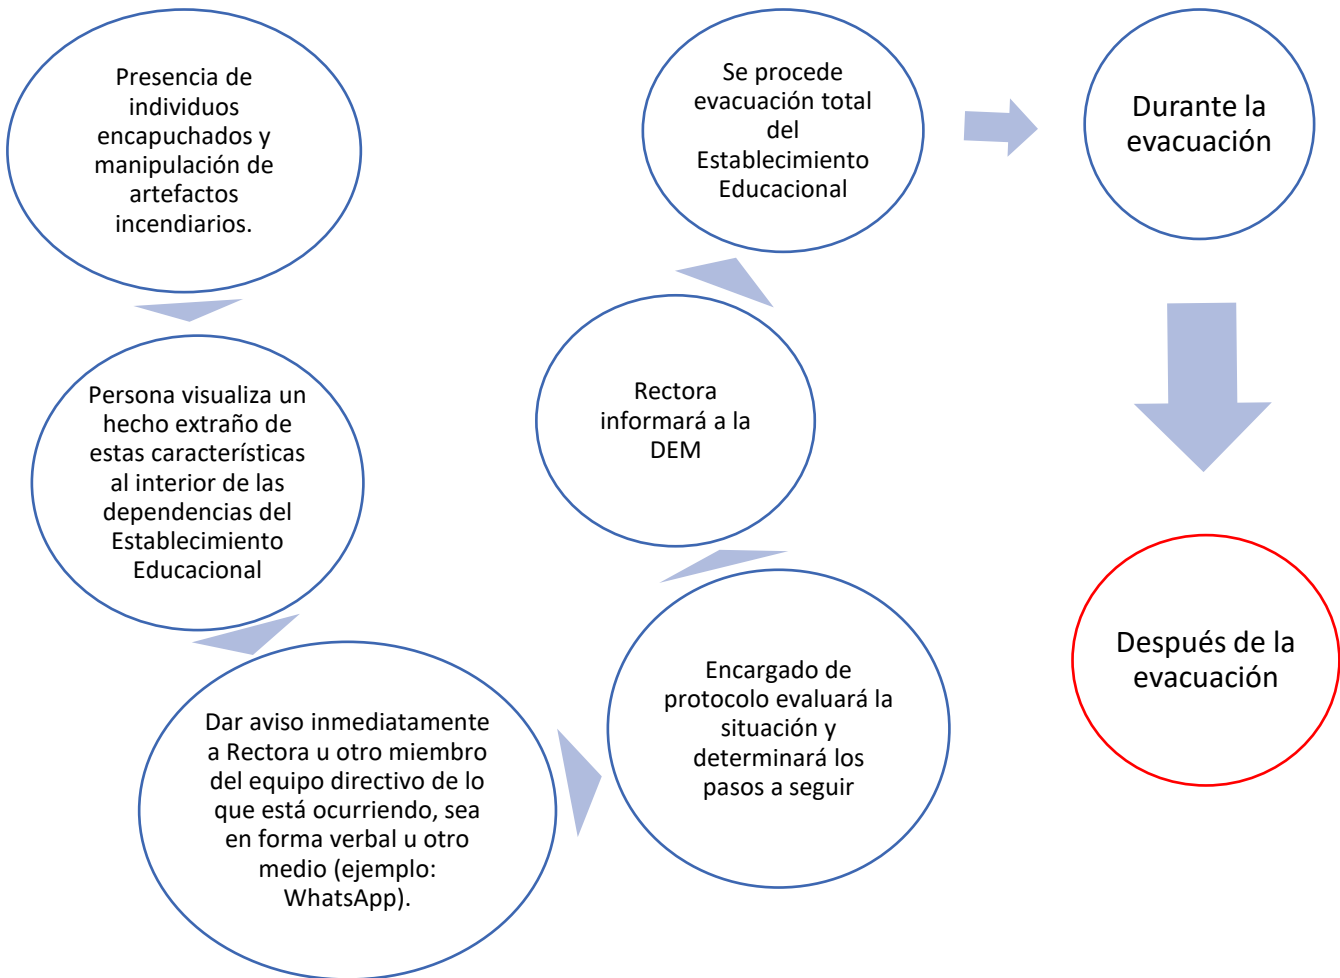 Presencia de
individuos
encapuchados y
manipulación de
artefactos
incendiarios.
Persona visualiza un
hecho extraño de
estas características
al interior de las
dependencias del
Establecimiento
Educacional
Dar aviso inmediatamente
a Rectora u otro miembro
del equipo directivo de lo
que está ocurriendo, sea
en forma verbal u otro
medio (ejemplo:
WhatsApp).
Encargado de
protocolo evaluará la
situación y
determinará los
pasos a seguir
Rectora
informará a la
DEM
Se procede
evacuación total
del
Establecimiento
Educacional
Durante la
evacuación
Después de la
evacuación